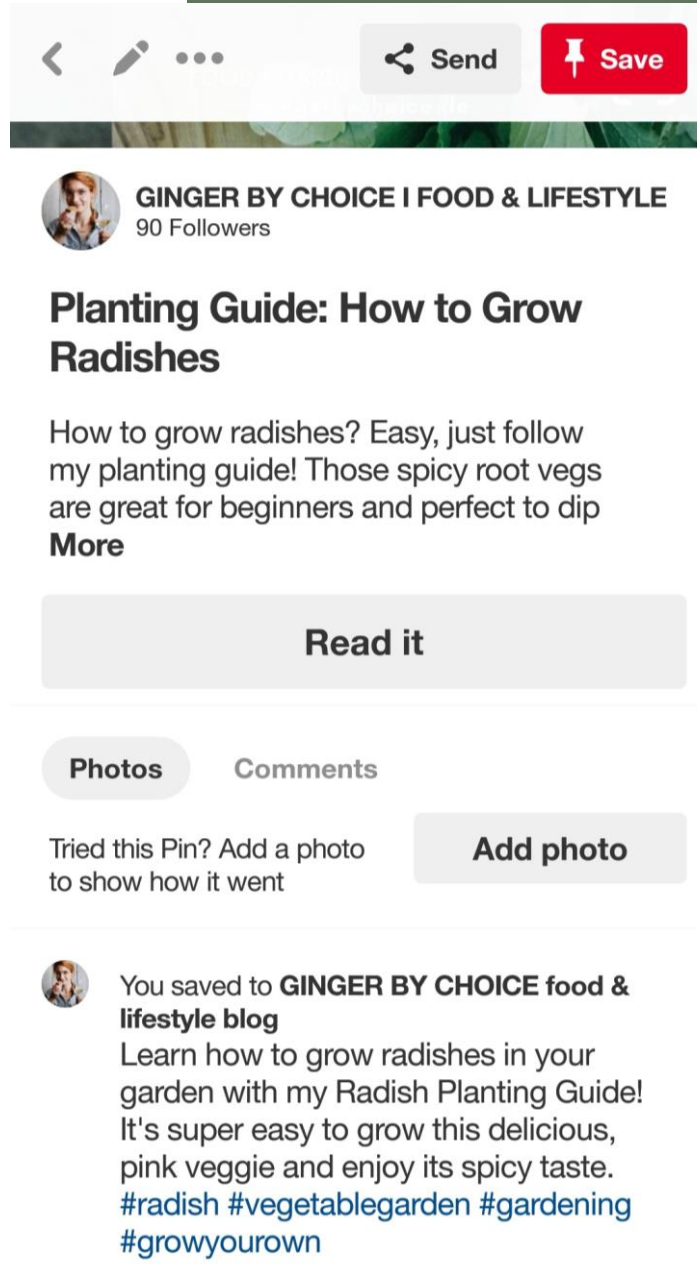 Send
Save
GINGER BY CHOICE I FOOD & LIFESTYLE
90 Followers
Planting Guide: How to Grow
Radishes
How to grow radishes? Easy, just follow
my planting guide! Those spicy root vegs
are great for beginners and perfect to dip
More
Read it
Photos
Comments
Tried this Pin? Add a photo
to show how it went
Add photo
You saved to GINGER BY CHOICE food &
lifestyle blog
Learn how to grow radishes in your
garden with my Radish Planting Guide!
It's super easy to grow this delicious,
pink veggie and enjoy its spicy taste.
#radish #vegetablegarden #gardening
#growyourown